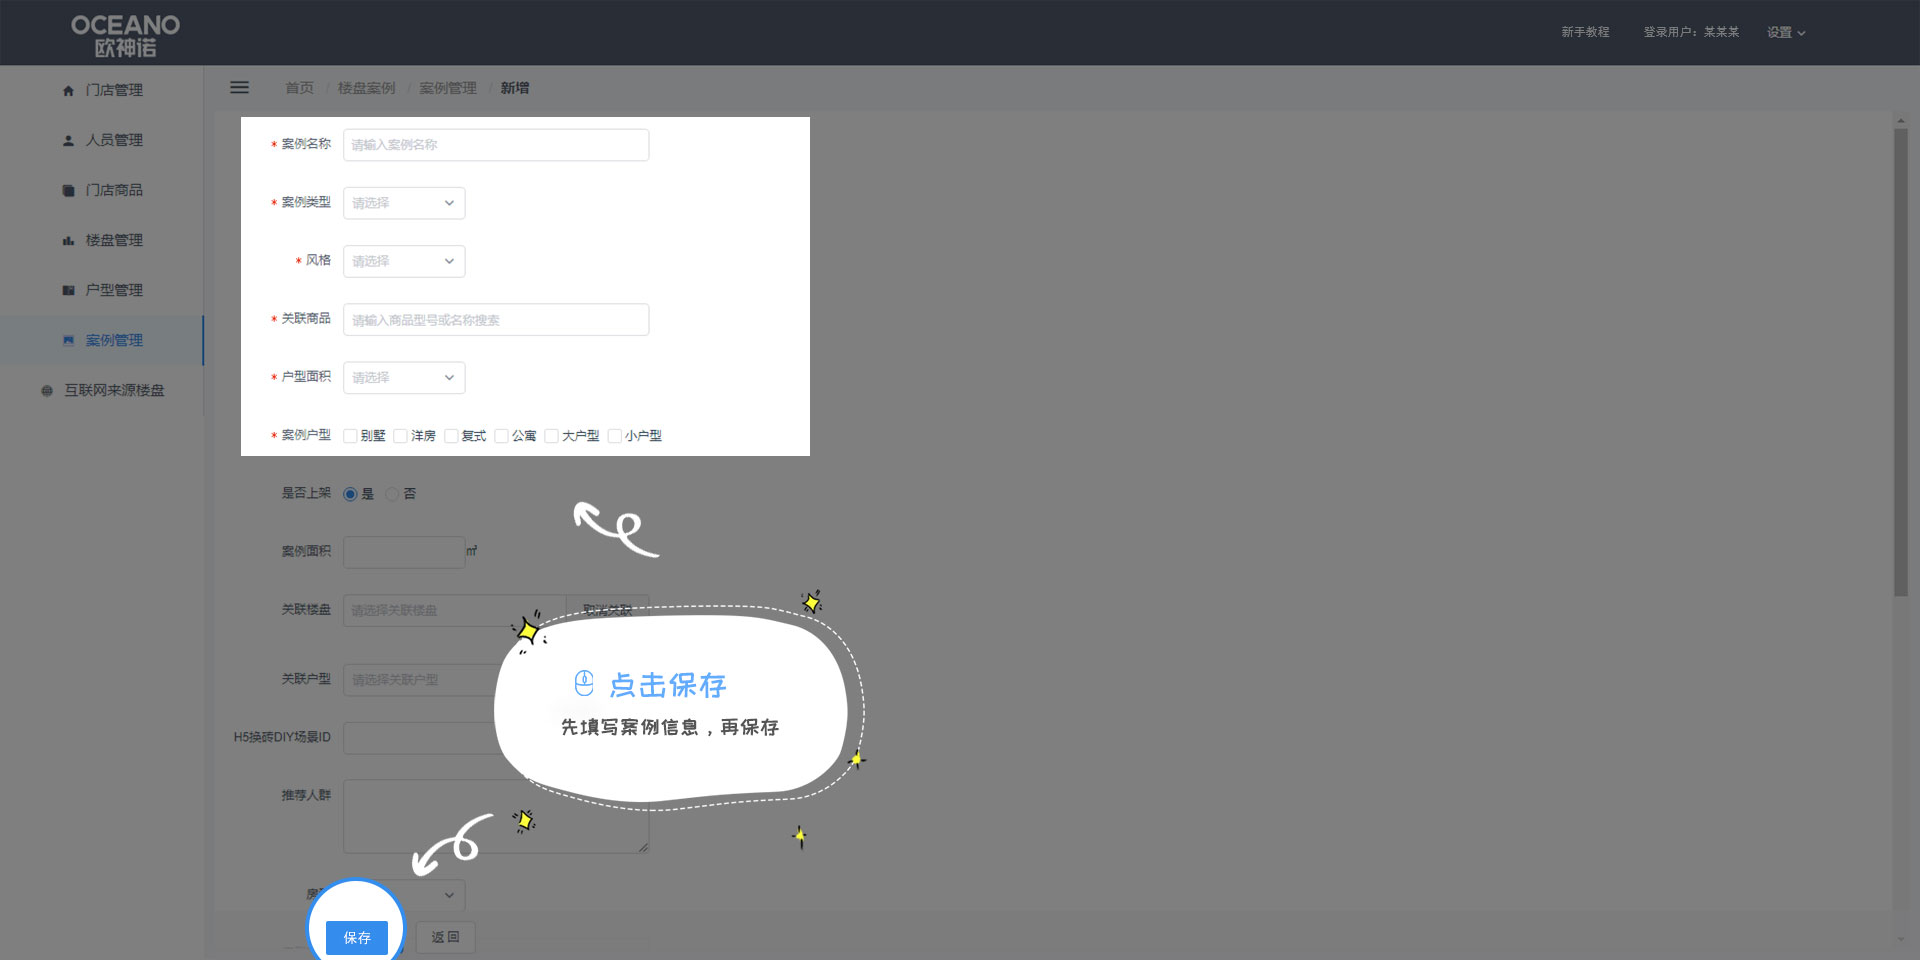 OCEANO
欧神诺
新手教程
登录用户：某某某
设置
门店管理
人员管理
门店商品
楼盘管理
户型管理
案例管理
互联网来源楼盘
首页 / 楼盘案例 / 案例管理 / 新增
* 案例名称 请输入案例名称
* 案例类型 请选择
* 风格 请选择
* 关联商品 请输入商品型号或名称搜索
* 户型面积 请选择
* 案例户型 别墅 洋房 复式 公寓 大户型 小户型
是否上架 是 否
案例面积 ㎡
关联楼盘 请选择关联楼盘 取消关联
关联户型 请选择关联户型
点击保存
先填写案例信息，再保存
H5换砖DIY场景ID
推荐人群
保存
返回